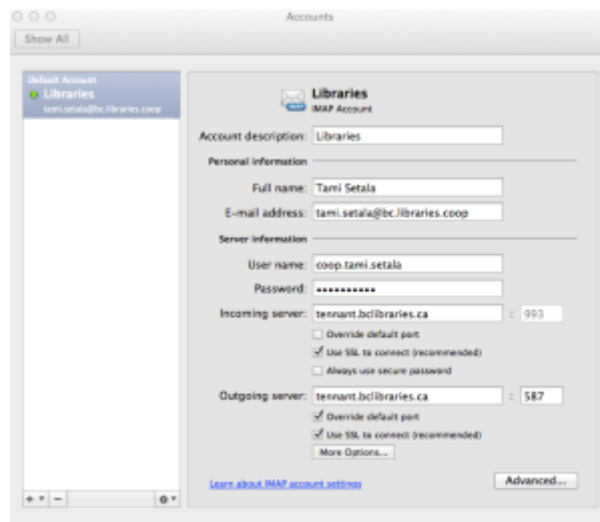 Accounts
Show All
Default Account
Libraries
tami.setala@bc.libraries.coop
Libraries
IMAP Account
Account description: Libraries
Personal information
Full name: Tami Setala
E-mail address: tami.setala@bc.libraries.coop
Server information
User name: coop.tami.setala
Password: ••••••••••
Incoming server: tennant.bclibraries.ca : 993
Override default port
Use SSL to connect (recommended)
Always use secure password
Outgoing server: tennant.bclibraries.ca : 587
Override default port
Use SSL to connect (recommended)
More Options...
Learn about IMAP account settings
Advanced...